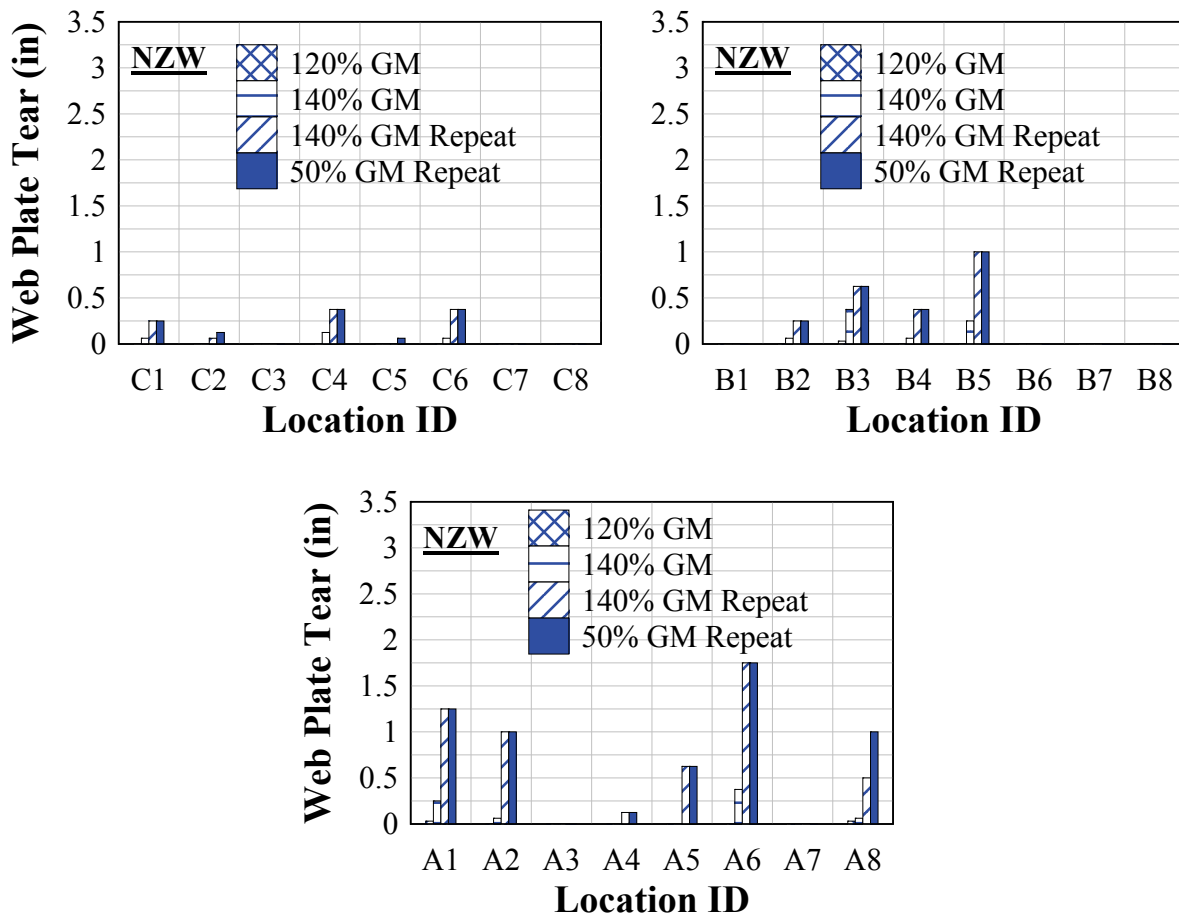 Web Plate Tear (in)
3.5
3
2.5
2
1.5
1
0.5
0
NZW
120% GM
140% GM
140% GM Repeat
50% GM Repeat
C1 C2 C3 C4 C5 C6 C7 C8
Location ID
3.5
3
2.5
2
1.5
1
0.5
0
NZW
120% GM
140% GM
140% GM Repeat
50% GM Repeat
B1 B2 B3 B4 B5 B6 B7 B8
Location ID
Web Plate Tear (in)
3.5
3
2.5
2
1.5
1
0.5
0
NZW
120% GM
140% GM
140% GM Repeat
50% GM Repeat
A1 A2 A3 A4 A5 A6 A7 A8
Location ID